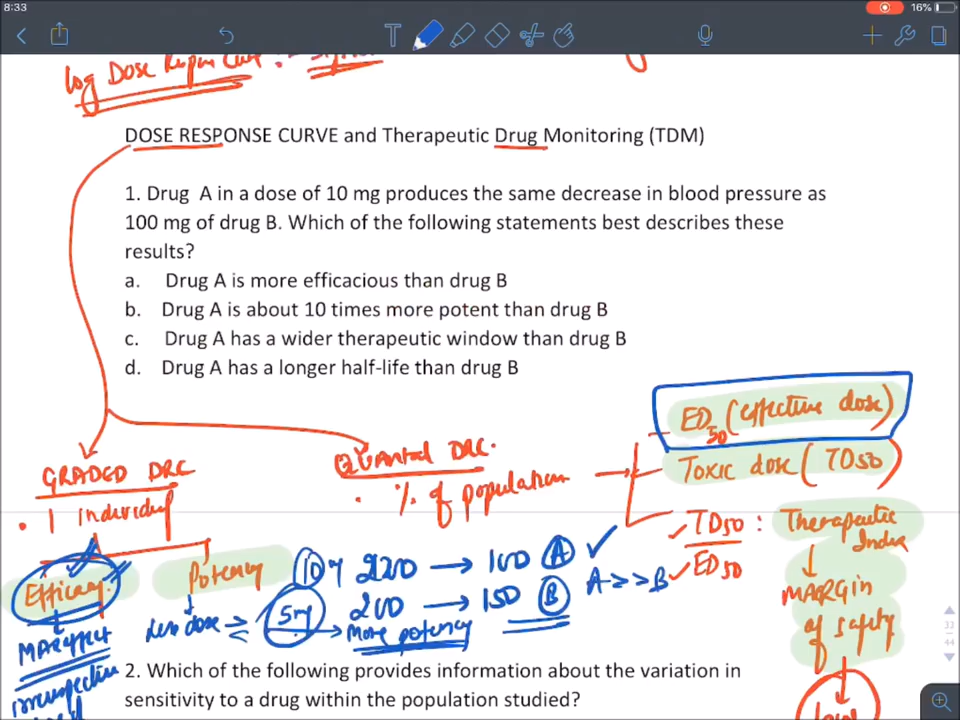 8:33
16%
log Dose
DOSE RESPONSE CURVE and Therapeutic Drug Monitoring (TDM)
1. Drug A in a dose of 10 mg produces the same decrease in blood pressure as
100 mg of drug B. Which of the following statements best describes these
results?
a. Drug A is more efficacious than drug B
b. Drug A is about 10 times more potent than drug B
c. Drug A has a wider therapeutic window than drug B
d. Drug A has a longer half-life than drug B
ED50 (effective dose)
Toxic dose (TD50)
GRADED DRC
Quantal DRC
• 1 individual
• % of population
TD50 : Therapeutic
ED50 Index
MARGIN
of safety
Efficacy
Potency
220 → 100 A
200 → 150 B
A >> B
less dose
More potency
MAX effect
irrespective
33
44
2. Which of the following provides information about the variation in
sensitivity to a drug within the population studied?